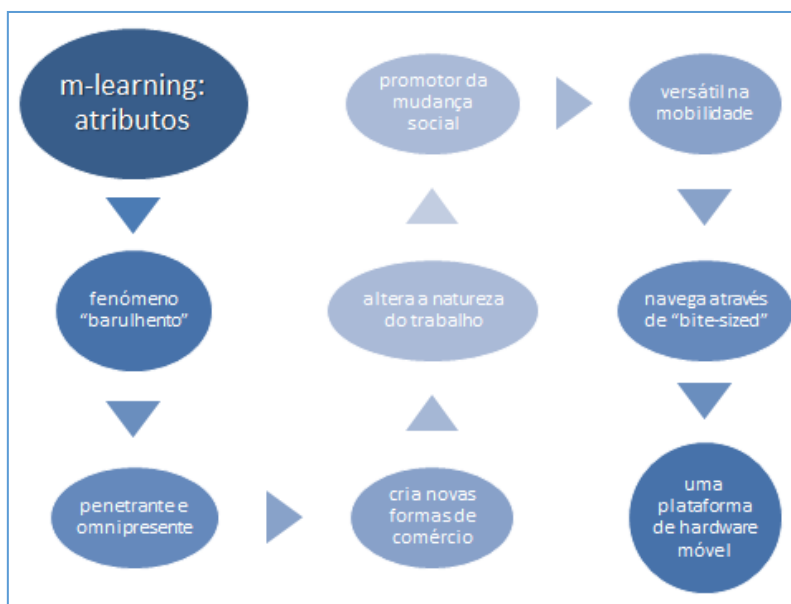 m-learning:
atributos
fenómeno
“barulhento”
penetrante e
omnipresente
cria novas
formas de
comércio
altera a natureza
do trabalho
promotor da
mudança
social
versátil na
mobilidade
navega através
de “bite-sized”
uma
plataforma
de hardware
móvel